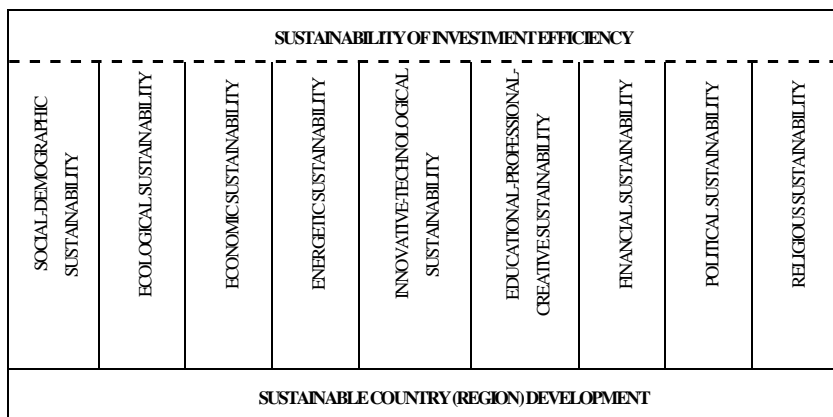 SUSTAINABILITY OF INVESTMENT EFFICIENCY
SOCIAL-DEMOGRAPHIC
SUSTAINABILITY
ECOLOGICAL SUSTAINABILITY
ECONOMIC SUSTAINABILITY
ENERGETIC SUSTAINABILITY
INNOVATIVE-TECHNOLOGICAL
SUSTAINABILITY
EDUCATIONAL-PROFESSIONAL-
CREATIVE SUSTAINABILITY
FINANCIAL SUSTAINABILITY
POLITICAL SUSTAINABILITY
RELIGIOUS SUSTAINABILITY
SUSTAINABLE COUNTRY (REGION) DEVELOPMENT